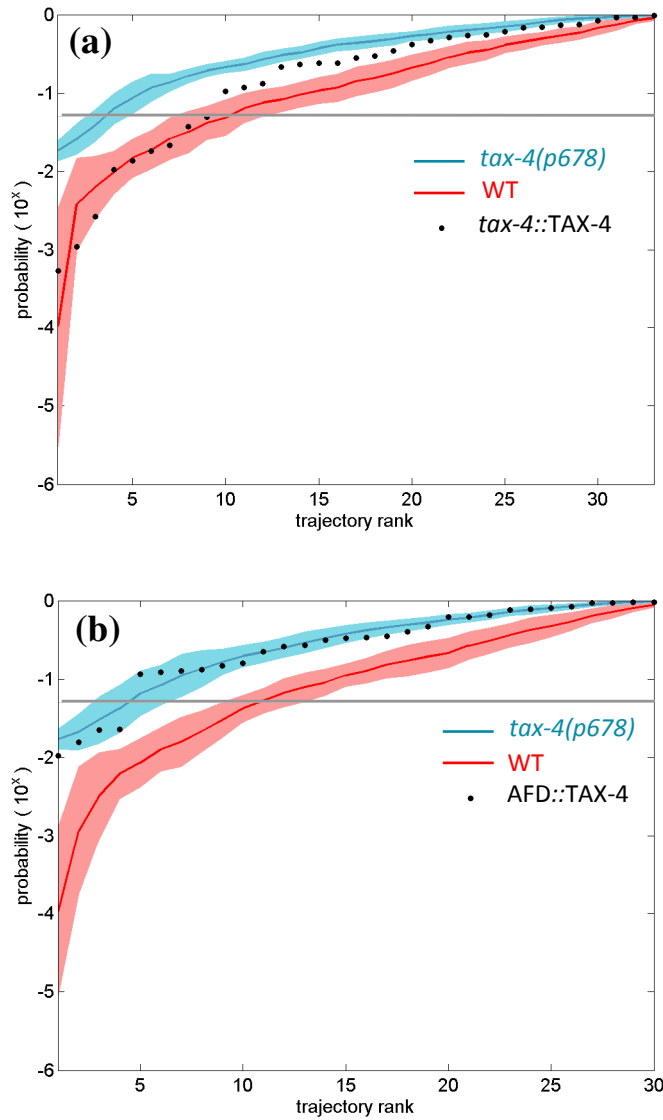 (a)
0
-1
-2
-3
-4
-5
-6
probability ( 10^x )
tax-4(p678)
WT
tax-4::TAX-4
5 10 15 20 25 30
trajectory rank
(b)
0
-1
-2
-3
-4
-5
-6
probability ( 10^x )
tax-4(p678)
WT
AFD::TAX-4
5 10 15 20 25 30
trajectory rank